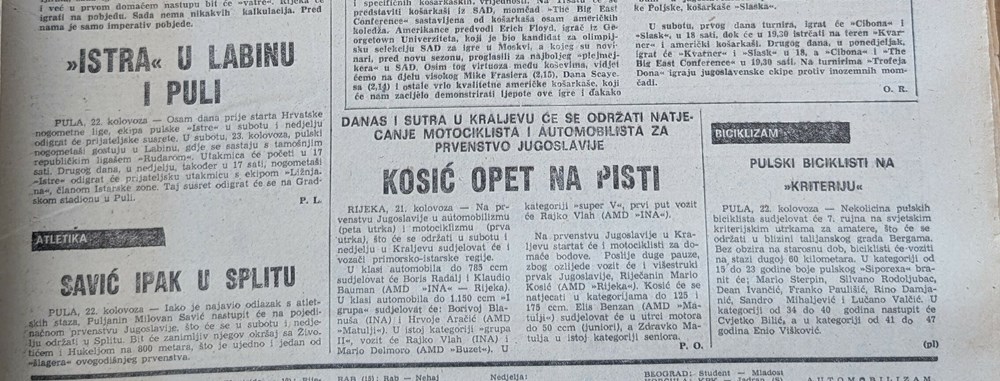 i već u prvom domaćem nastupu bit će »vatre«. Rijeka će
igrati na pobjedu. Sada nema nikakvih kalkulacija. Pred
nama je samo imperativ pobjede.
»ISTRA« U LABINU
I PULI
PULA, 22. kolovoza — Osam dana prije starta Hrvatske
nogometne lige, ekipa pulske »Istre« u subotu i nedjelju
odigrat će prijateljske susrete. U subotu, 23. kolovoza, pulski
nogometaši gostuju u Labinu, gdje se sastaju s tamošnjim
republičkim ligašem »Rudarom«. Utakmica će početi u 17
sati. Drugog dana, u nedjelju, također u 17 sati, nogometaši
»Istre« odigrat će prijateljsku utakmicu s ekipom »Ližnja-
na«, članom Istarske zone. Taj susret odigrat će se na Grad-
skom stadionu u Puli.
P. L.
ATLETIKA
SAVIĆ IPAK U SPLITU
PULA, 22. kolovoza — Iako je najavio odlazak s atlet-
skih staza, Puljanin Milovan Savić nastupit će na pojedi-
načnom prvenstvu Jugoslavije, što će se u subotu i nedje-
lju održati u Splitu. Bit će zanimljiv njegov okršaj sa Živo-
tićem i Hukeljom na 800 metara, što je ujedno i jedan od
»šlagera« ovogodišnjeg prvenstva.
specifičnih košarkaških vrijednosti. Na Trsatu će se
predstaviti košarkaši iz SAD, momčad »The Big East
Conference« sastavljena od košarkaša osam američkih
koledža. Amerikance predvodi Erich Floyd, igrač iz Ge-
orgetown Univerziteta, koji je bio kandidat za olimpij-
sku selekciju SAD za igre u Moskvi, a kojeg su novi-
nari, pred novu sezonu, proglasili za najboljeg »plejmej-
kera« u SAD. Osim tog virtuoza među koševima, vidjet
ćemo na djelu visokog Mike Frasiera (2,15), Dana Scaye-
sa (2,14) i ostale vrlo kvalitetne američke košarkaše, koji
će nam zacijelo demonstrirati ljepote ove igre i đakako
ke Poljske, košarkaše »Slaska«.
U subotu, prvog dana turnira, igrat će »Cibona« i
»Slask«, u 18 sati, dok će u 19,30 istrčati na teren »Kvar-
ner« i američki košarkaši. Drugog dana, u ponedjeljak,
igrat će »Kvarner« i »Slask« u 18, a »Cibona« i »The
Big East Conference« u 19,30 sati. Na turnirima »Trofeja
Dona« igraju jugoslavenske ekipe protiv inozemnih mom-
čadi.
O. R.
DANAS I SUTRA U KRALJEVU ĆE SE ODRŽATI NATJE-
CANJE MOTOCIKLISTA I AUTOMOBILISTA ZA
PRVENSTVO JUGOSLAVIJE
KOSIĆ OPET NA PISTI
RIJEKA, 21. kolovoza — Na pr-
venstvu Jugoslavije u automobilizmu
(peta utrka) i motociklizmu (prva
utrka), što će se održati u subotu i
nedjelju u Kraljevu sudjelovat će i
vozači primorsko-istarske regije.
U klasi automobila do 785 ccm
sudjelovat će Boris Radalj i Klaudio
Bauman (AMD »INA« — Rijeka).
U klasi automobila do 1.150 ccm »I
grupa« sudjelovat će: Borivoj Bla-
nuša (INA) i Hrvoje Aračić (AMD
»Matulji«). U istoj kategoriji »grupa
II«, vozit će Rajko Vlah (INA) i
Mario Delmoro (AMD »Buzet«). U
kategoriji »super V«, prvi put vozit
će Rajko Vlah (AMD »INA«).
Na prvenstvu Jugoslavije u Kra-
ljevu startat će i motociklisti za do-
maće bodove. Poslije duge pauze,
zbog ozljede vozit će i višestruki
prvak Jugoslavije, Riječanin Mario
Kosić (AMD »Rijeka«). Kosić će se
natjecati u kategorijama do 125 i
175 ccm. Elis Benzan (AMD »Ma-
tulji«) sudjelovat će u utrci motora
do 50 ccm (juniori), a Zdravko Ma-
tulja u istoj kategoriji seniora.
P. O.
BICIKLIZAM
PULSKI BICIKLISTI NA
»KRITERIJU«
PULA, 22. kolovoza — Nekolicina pulskih
biciklista sudjelovat će 7. rujna na svjetskim
kriterijskim utrkama za amatere, što će se
održati u blizini talijanskog grada Bergama.
Bez obzira na starosnu dob, biciklisti će-voziti
na stazi dugoj 60 kilometara. U kategoriji od
15 do 23 godine boje pulskog »Siporexa« bra-
nit će: Mario Sterpin, Silvano Rodoljubac,
Dean Ivančić, Franko Paulišić, Rino Damja-
nić, Sandro Mihaljević i Lučano Valčić. U
kategoriji od 34 do 40 godina nastupit će
Cvjetko Bilić, a u kategoriji od 41 do 47
godina Enio Višković.
(pl)
RAB (15): Rab — Nehaj
Nedjelja:
BEOGRAD: Student — Mladost
AUTOMOBILIZAM